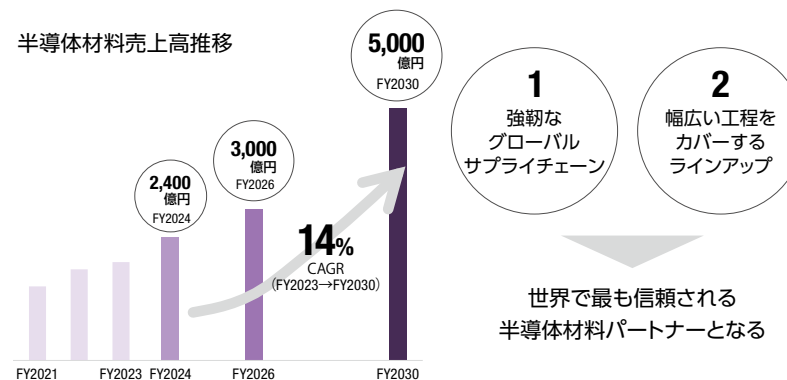 半導体材料売上高推移
2,400
億円
FY2024
3,000
億円
FY2026
5,000
億円
FY2030
14%
CAGR
(FY2023→FY2030)
FY2021
FY2023
FY2024
FY2026
FY2030
1
強靭な
グローバル
サプライチェーン
2
幅広い工程を
カバーする
ラインアップ
世界で最も信頼される
半導体材料パートナーとなる